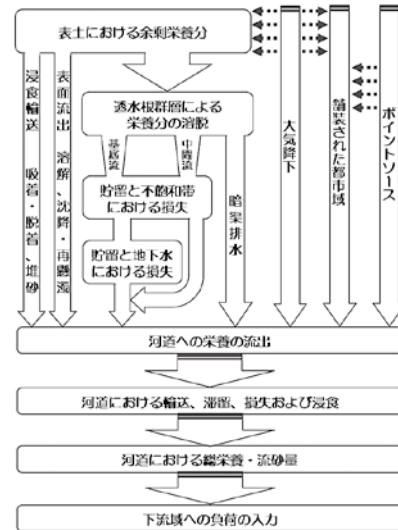 表土における余剰栄養分
浸食輸送 吸着・脱着、堆砂
表面流出 溶解、沈降・再懸濁
透水根群層による
栄養分の溶脱
基底流
中間流
貯留と不飽和帯
における損失
貯留と地下水
における損失
暗渠排水
大気降下
舗装された都市域
ポイントソース
河道への栄養の流出
河道における輸送、滞留、損失および浸食
河道における総栄養・流砂量
下流域への負荷の入力